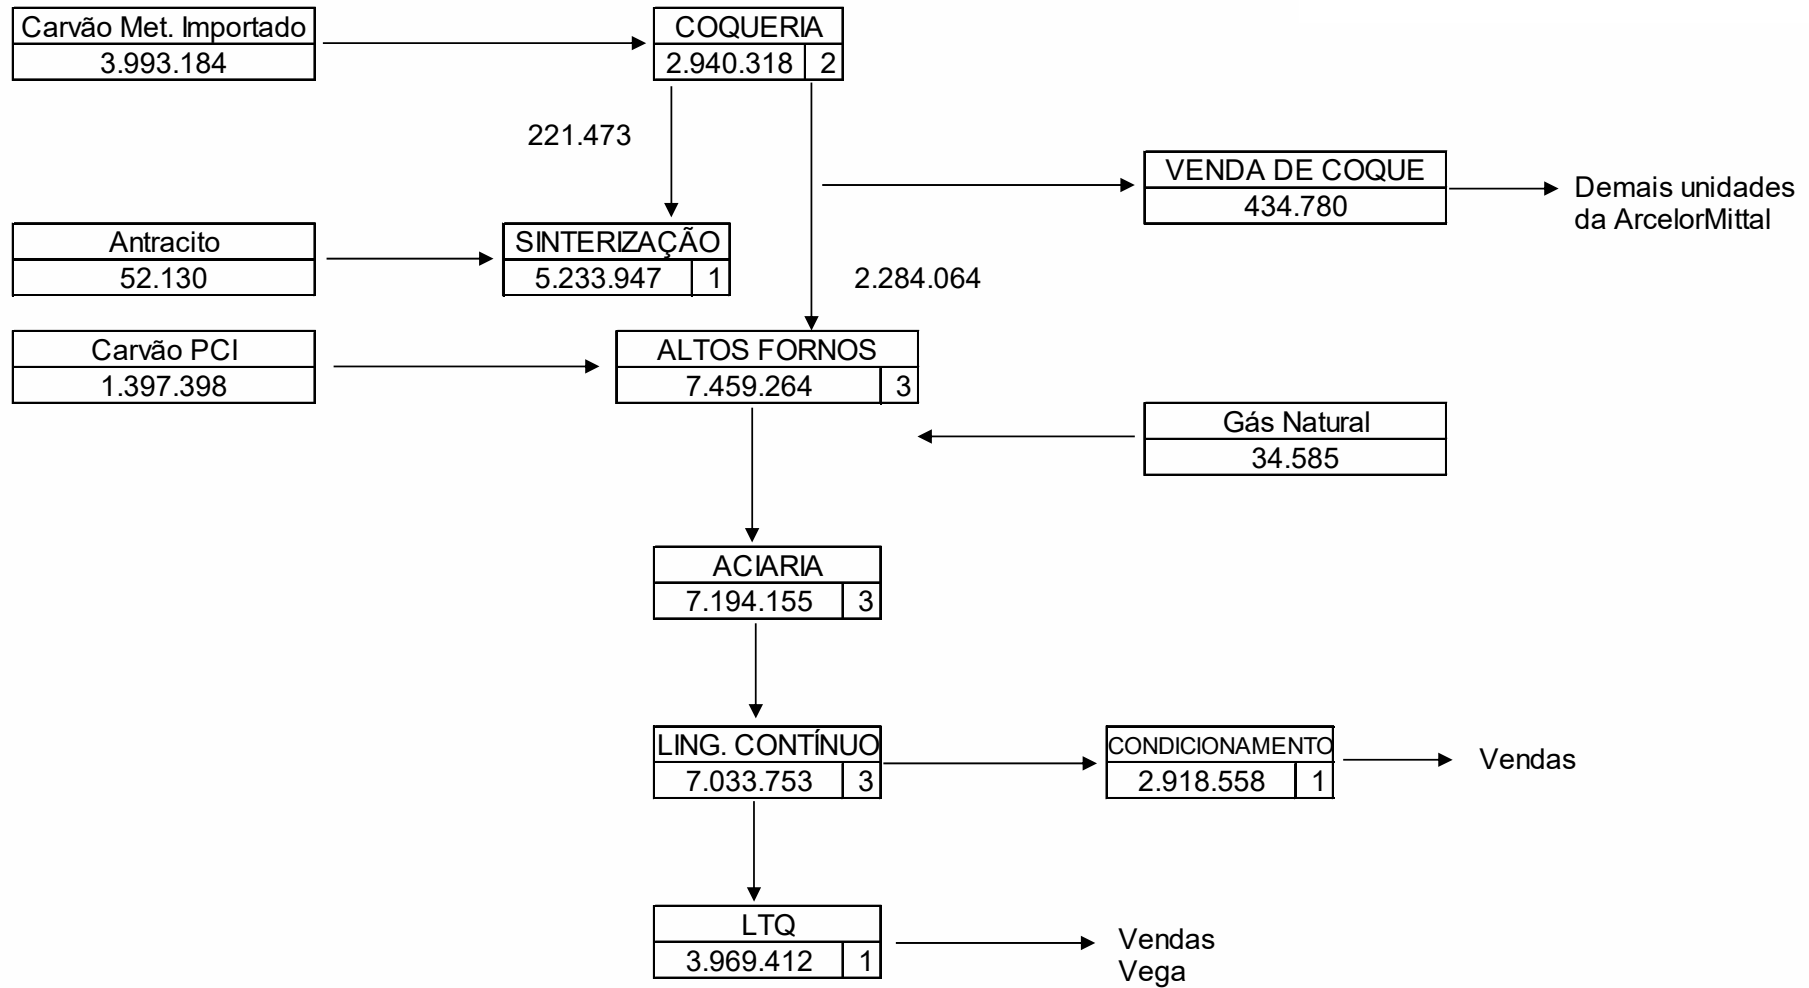 Carvão Met. Importado
3.993.184
COQUERIA
2.940.318 2
221.473
VENDA DE COQUE
434.780
Demais unidades
da ArcelorMittal
Antracito
52.130
SINTERIZAÇÃO
5.233.947 1
2.284.064
Carvão PCI
1.397.398
ALTOS FORNOS
7.459.264 3
Gás Natural
34.585
ACIARIA
7.194.155 3
LING. CONTÍNUO
7.033.753 3
CONDICIONAMENTO
2.918.558 1
Vendas
LTQ
3.969.412 1
Vendas
Vega